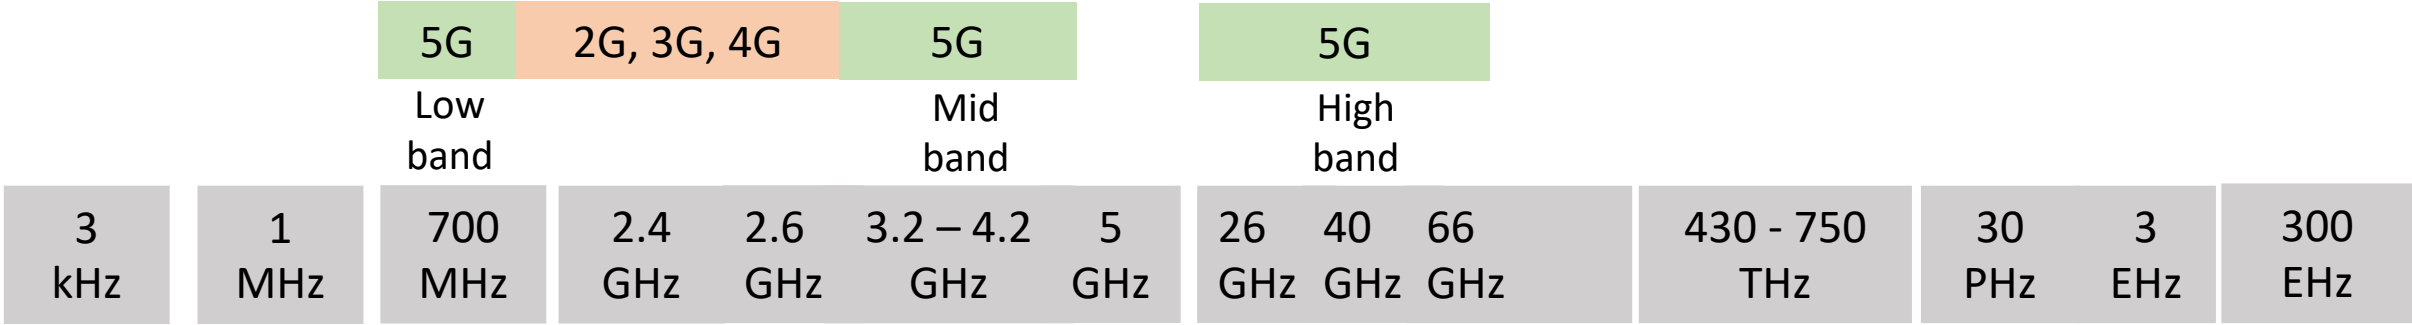 5G 2G, 3G, 4G 5G 5G
Low Mid High
band band band
3 1 700 2.4 2.6 3.2 – 4.2 5 26 40 66 430 - 750 30 3 300
kHz MHz MHz GHz GHz GHz GHz GHz GHz GHz THz PHz EHz EHz